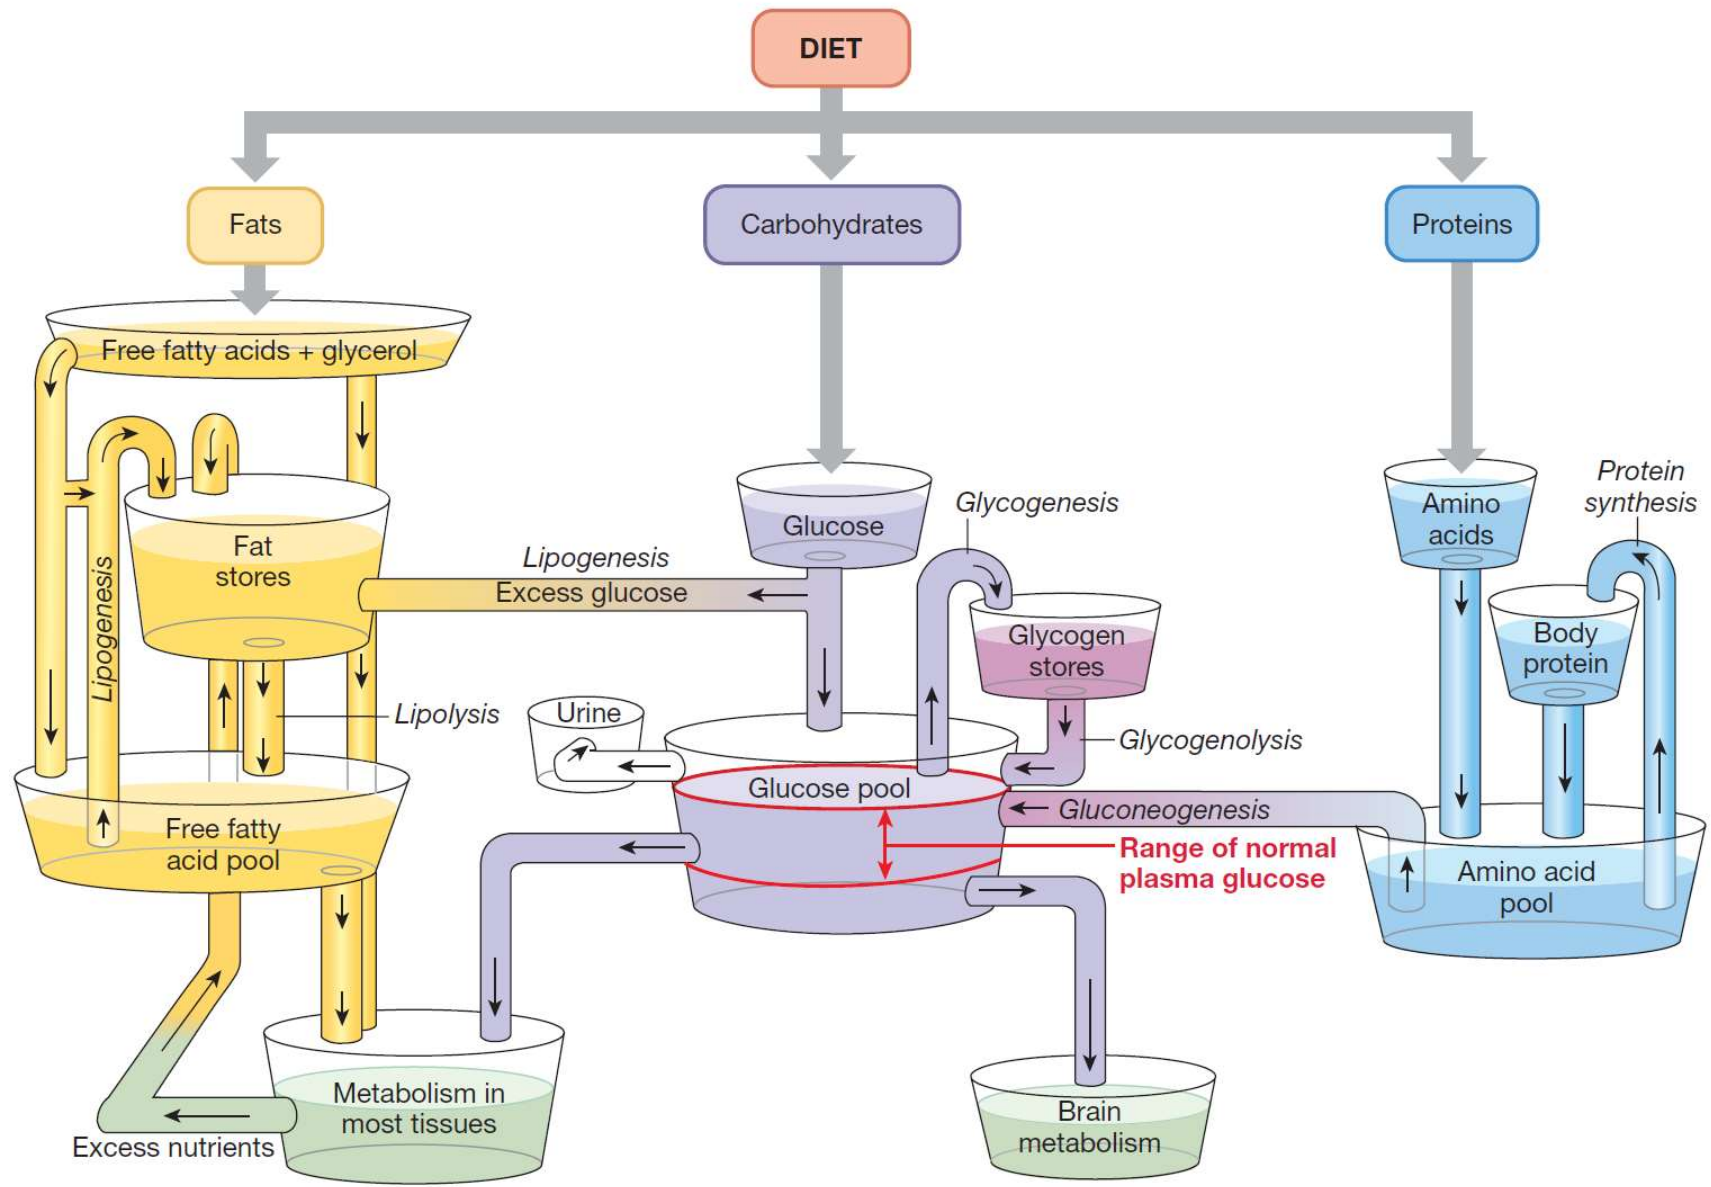 DIET
Fats
Carbohydrates
Proteins
Free fatty acids + glycerol
Fat
stores
Lipogenesis
Lipogenesis
Excess glucose
Lipolysis
Free fatty
acid pool
Excess nutrients
Metabolism in
most tissues
Glucose
Glycogenesis
Glycogen
stores
Glycogenolysis
Urine
Glucose pool
Gluconeogenesis
Range of normal
plasma glucose
Brain
metabolism
Amino
acids
Protein
synthesis
Body
protein
Amino acid
pool